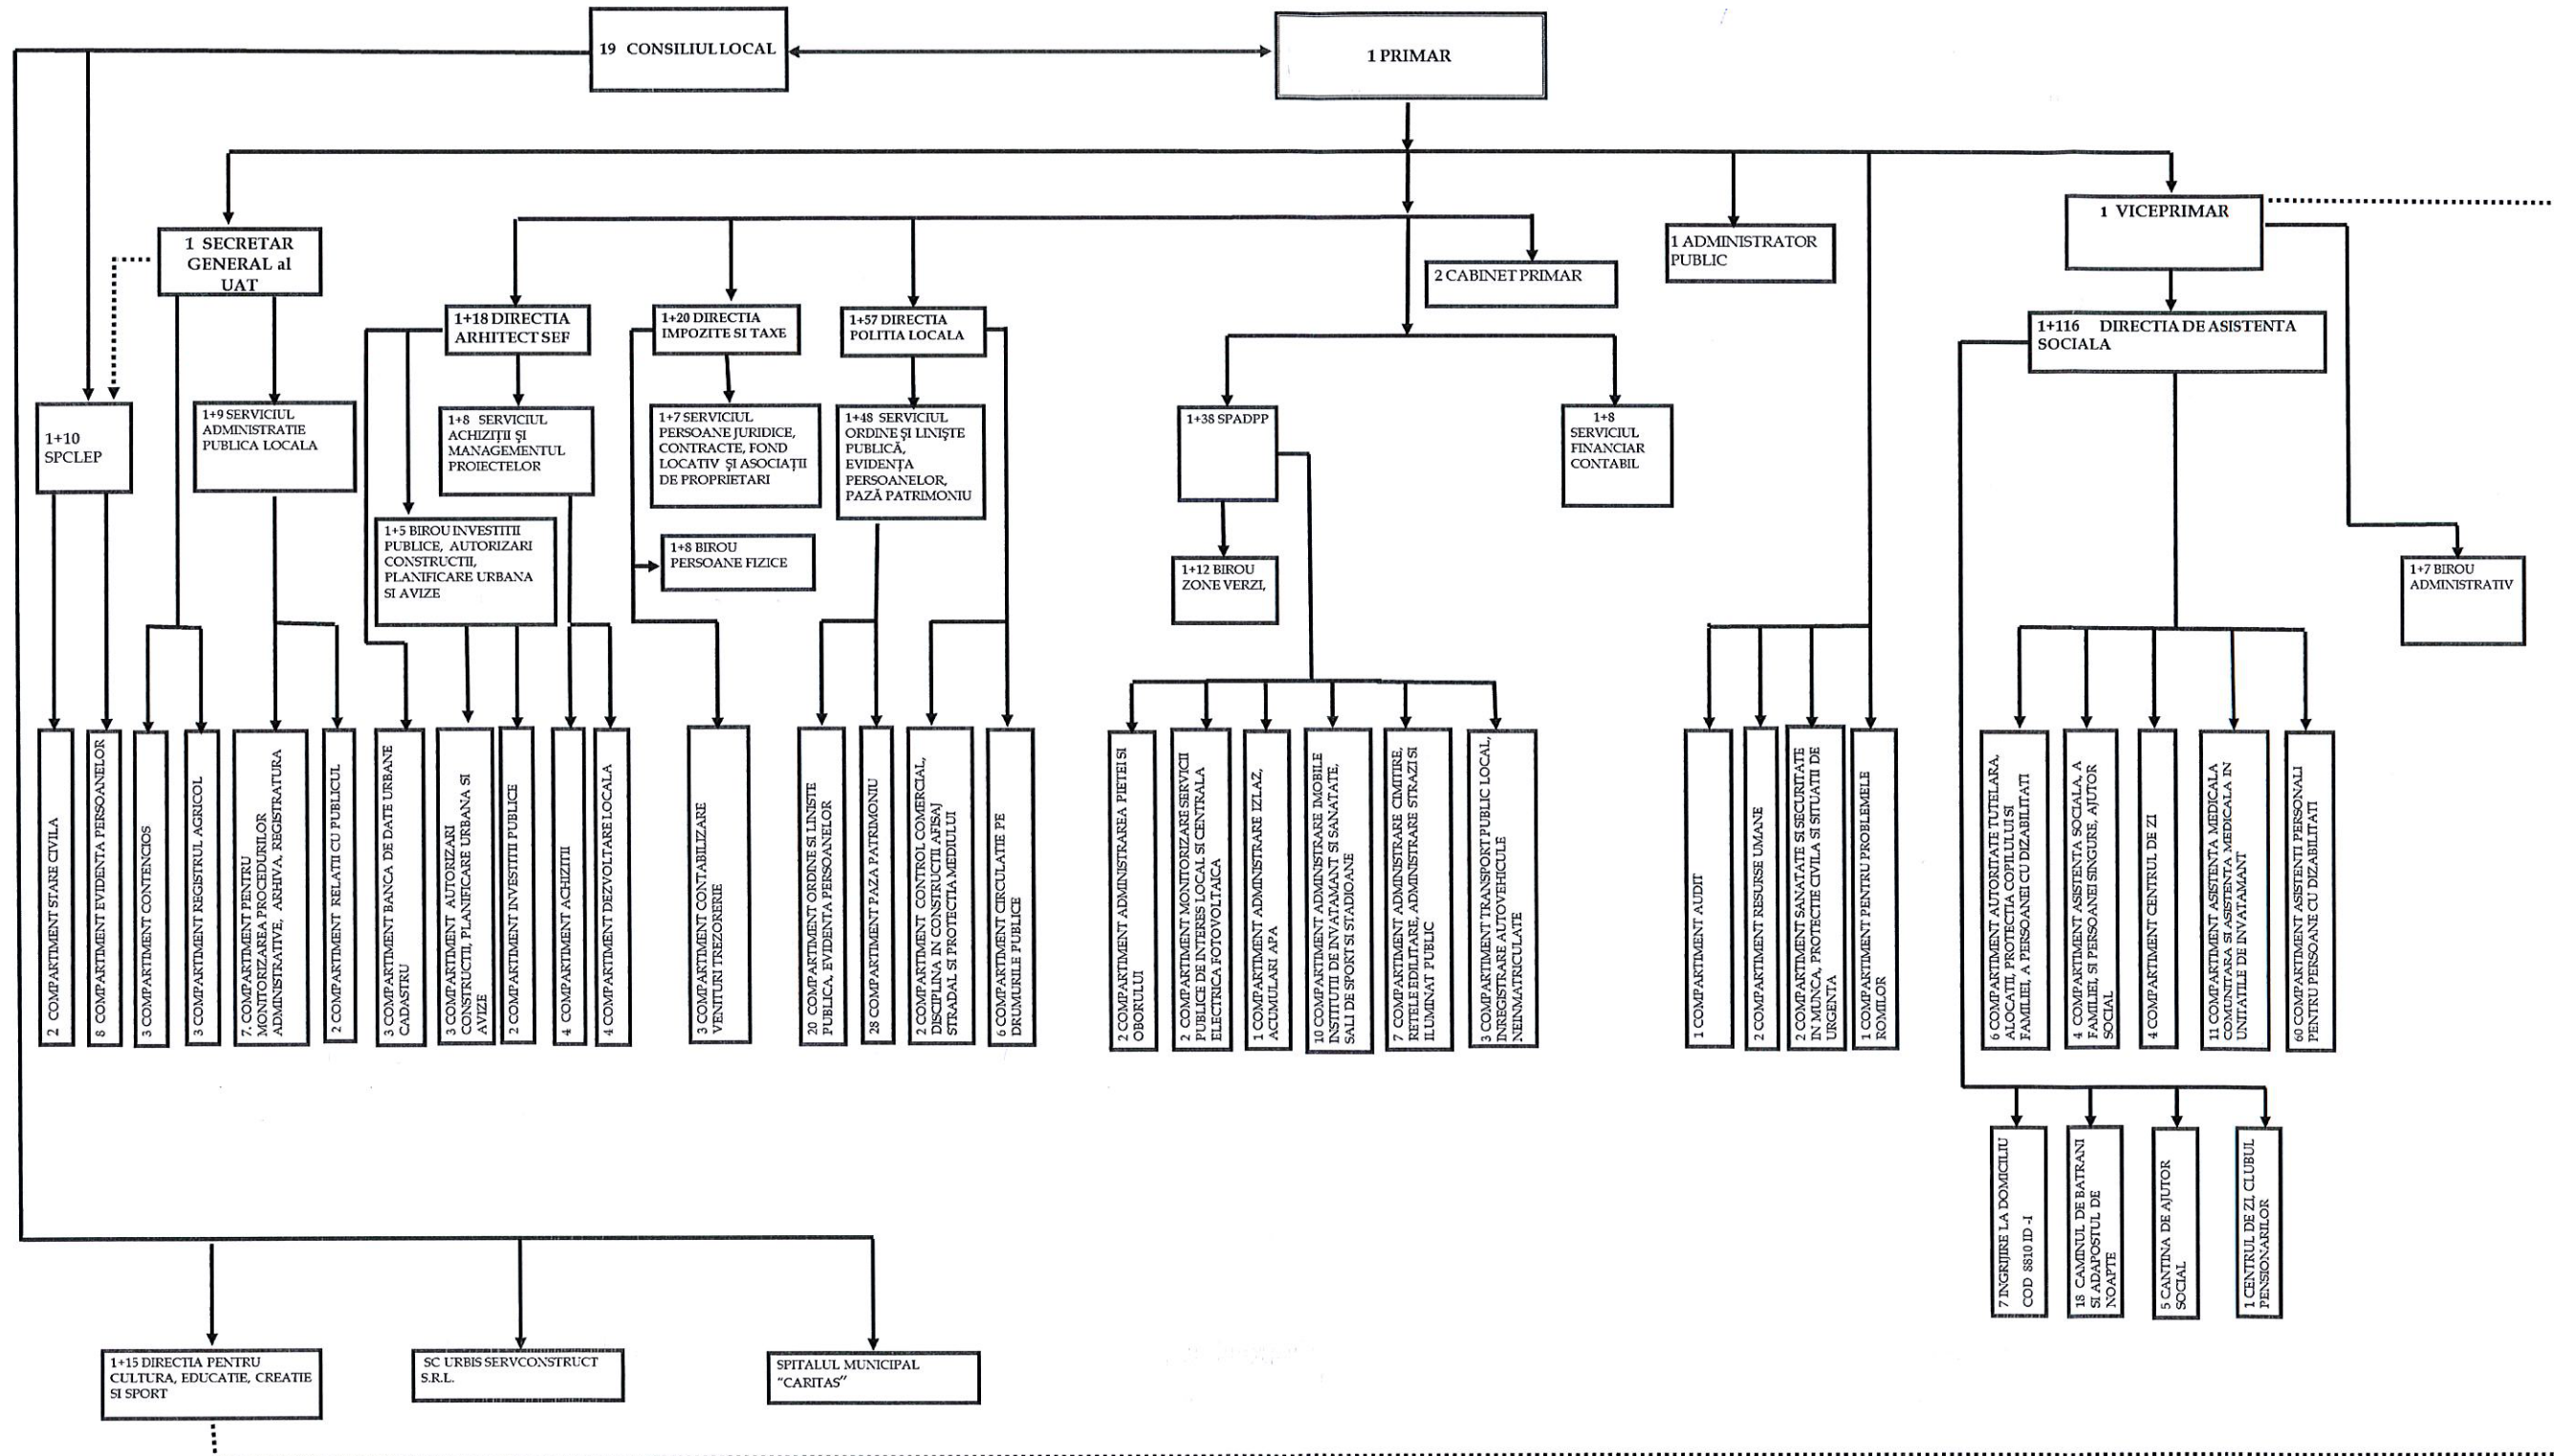 19 CONSILIUL LOCAL
1 PRIMAR
1 SECRETAR
GENERAL al
UAT
1 ADMINISTRATOR
PUBLIC
1 VICEPRIMAR
2 CABINET PRIMAR
1+18 DIRECTIA
ARHITECT SEF
1+20 DIRECTIA
IMPOZITE SI TAXE
1+57 DIRECTIA
POLITIA LOCALA
1+116 DIRECTIA DE ASISTENTA
SOCIALA
1+10
SPCLEP
1+9 SERVICIUL
ADMINISTRATIE
PUBLICA LOCALA
1+8 SERVICIUL
ACHIZIŢII ŞI
MANAGEMENTUL
PROIECTELOR
1+7 SERVICIUL
PERSOANE JURIDICE,
CONTRACTE, FOND
LOCATIV ŞI ASOCIAŢII
DE PROPRIETARI
1+48 SERVICIUL
ORDINE ŞI LINIŞTE
PUBLICĂ,
EVIDENŢA
PERSOANELOR,
PAZĂ PATRIMONIU
1+38 SPADPP
1+8
SERVICIUL
FINANCIAR
CONTABIL
1+5 BIROU INVESTITII
PUBLICE, AUTORIZARI
CONSTRUCTII,
PLANIFICARE URBANA
SI AVIZE
1+8 BIROU
PERSOANE FIZICE
1+12 BIROU
ZONE VERZI,
1+7 BIROU
ADMINISTRATIV
2 COMPARTIMENT STARE CIVILA
8 COMPARTIMENT EVIDENTA PERSOANELOR
3 COMPARTIMENT CONTENCIOS
3 COMPARTIMENT REGISTRUL AGRICOL
7. COMPARTIMENT PENTRU
MONITORIZAREA PROCEDURILOR
ADMINISTRATIVE, ARHIVA, REGISTRATURA
2 COMPARTIMENT RELATII CU PUBLICUL
3 COMPARTIMENT BANCA DE DATE URBANE
CADASTRU
3 COMPARTIMENT AUTORIZARI
CONSTRUCTII, PLANIFICARE URBANA SI
AVIZE
2 COMPARTIMENT INVESTITII PUBLICE
4 COMPARTIMENT ACHIZITII
4 COMPARTIMENT DEZVOLTARE LOCALA
3 COMPARTIMENT CONTABILIZARE
VENITURI TREZORERIE
20 COMPARTIMENT ORDINE SI LINISTE
PUBLICA, EVIDENTA PERSOANELOR
28 COMPARTIMENT PAZA PATRIMONIU
2 COMPARTIMENT CONTROL COMERCIAL,
DISCIPLINA IN CONSTRUCTII AFISAJ
STRADAL SI PROTECTIA MEDIULUI
6 COMPARTIMENT CIRCULATIE PE
DRUMURILE PUBLICE
2 COMPARTIMENT ADMINISTRAREA PIETEI SI
OBORULUI
2 COMPARTIMENT MONITORIZARE SERVICII
PUBLICE DE INTERES LOCAL SI CENTRALA
ELECTRICA FOTOVOLTAICA
1 COMPARTIMENT ADMINISTRARE IZLAZ,
ACUMULARI APA
10 COMPARTIMENT ADMINISTRARE IMOBILE
INSTITUTII DE INVATAMANT SI SANATATE,
SALI DE SPORT SI STADIOANE
7 COMPARTIMENT ADMINISTRARE CIMITIRE,
RETELE EDILITARE, ADMINISTRARE STRAZI SI
ILUMINAT PUBLIC
3 COMPARTIMENT TRANSPORT PUBLIC LOCAL,
INREGISTRARE AUTOVEHICULE
NEINMATRICULATE
1 COMPARTIMENT AUDIT
2 COMPARTIMENT RESURSE UMANE
2 COMPARTIMENT SANATATE SI SECURITATE
IN MUNCA, PROTECTIE CIVILA SI SITUATII DE
URGENTA
1 COMPARTIMENT PENTRU PROBLEMELE
ROMILOR
6 COMPARTIMENT AUTORITATE TUTELARA,
ALOCATII, PROTECTIA COPILULUI SI
FAMILIEI, A PERSOANEI CU DIZABILITATI
4 COMPARTIMENT ASISTENTA SOCIALA, A
FAMILIEI, SI PERSOANEI SINGURE, AJUTOR
SOCIAL
4 COMPARTIMENT CENTRUL DE ZI
11 COMPARTIMENT ASISTENTA MEDICALA
COMUNITARA SI ASISTENTA MEDICALA IN
UNITATILE DE INVATAMANT
60 COMPARTIMENT ASISTENTI PERSONALI
PENTRU PERSOANE CU DIZABILITATI
7 INGRIJIRE LA DOMICILIU
COD 8810 ID -I
18 CAMINUL DE BATRANI
SI ADAPOSTUL DE
NOAPTE
5 CANTINA DE AJUTOR
SOCIAL
1 CENTRUL DE ZI, CLUBUL
PENSIONARILOR
1+15 DIRECTIA PENTRU
CULTURA, EDUCATIE, CREATIE
SI SPORT
SC URBIS SERVCONSTRUCT
S.R.L.
SPITALUL MUNICIPAL
"CARITAS"